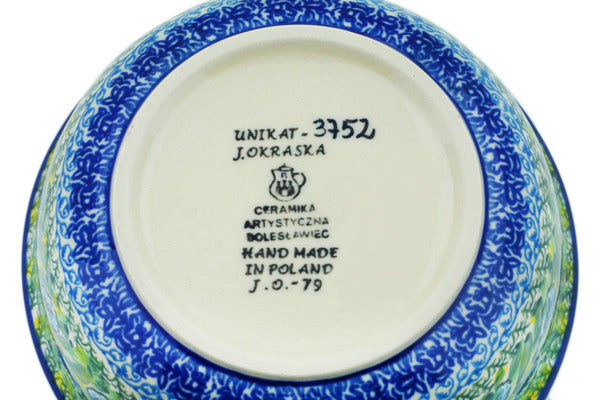 UNIKAT - 3752
J.OKRASKA
CERAMIKA
ARTYSTYCZNA
BOLESŁAWIEC
HAND MADE
IN POLAND
J.O.-79